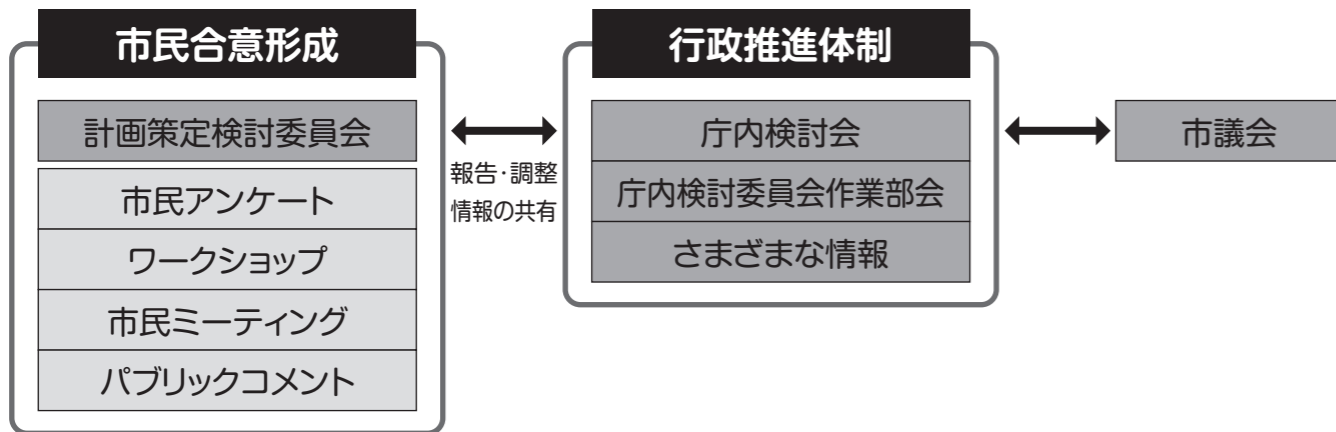 市民合意形成
計画策定検討委員会
市民アンケート
ワークショップ
市民ミーティング
パブリックコメント
報告・調整
情報の共有
行政推進体制
庁内検討会
庁内検討委員会作業部会
さまざまな情報
市議会